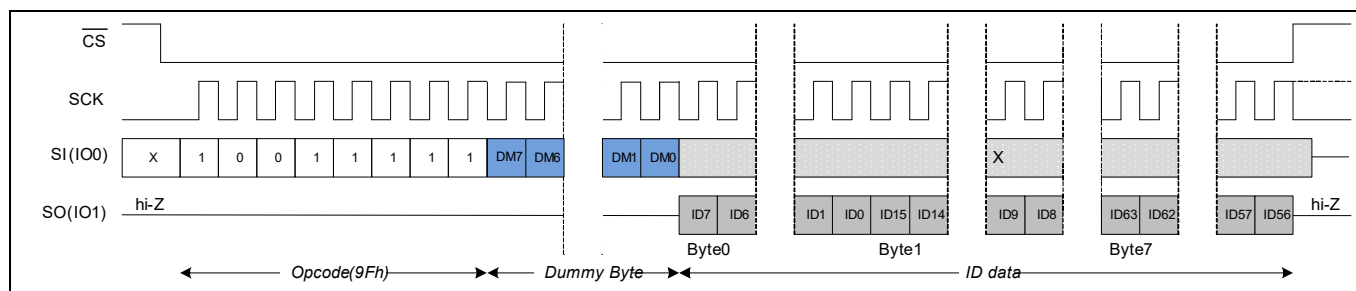 CS
SCK
SI(IO0) X 1 0 0 1 1 1 1 1 DM7 DM6 DM1 DM0 X
hi-Z
SO(IO1) ID7 ID6 ID1 ID0 ID15 ID14 ID9 ID8 ID63 ID62 ID57 ID56 hi-Z
Byte0 Byte1 Byte7
Opcode(9Fh) Dummy Byte ID data